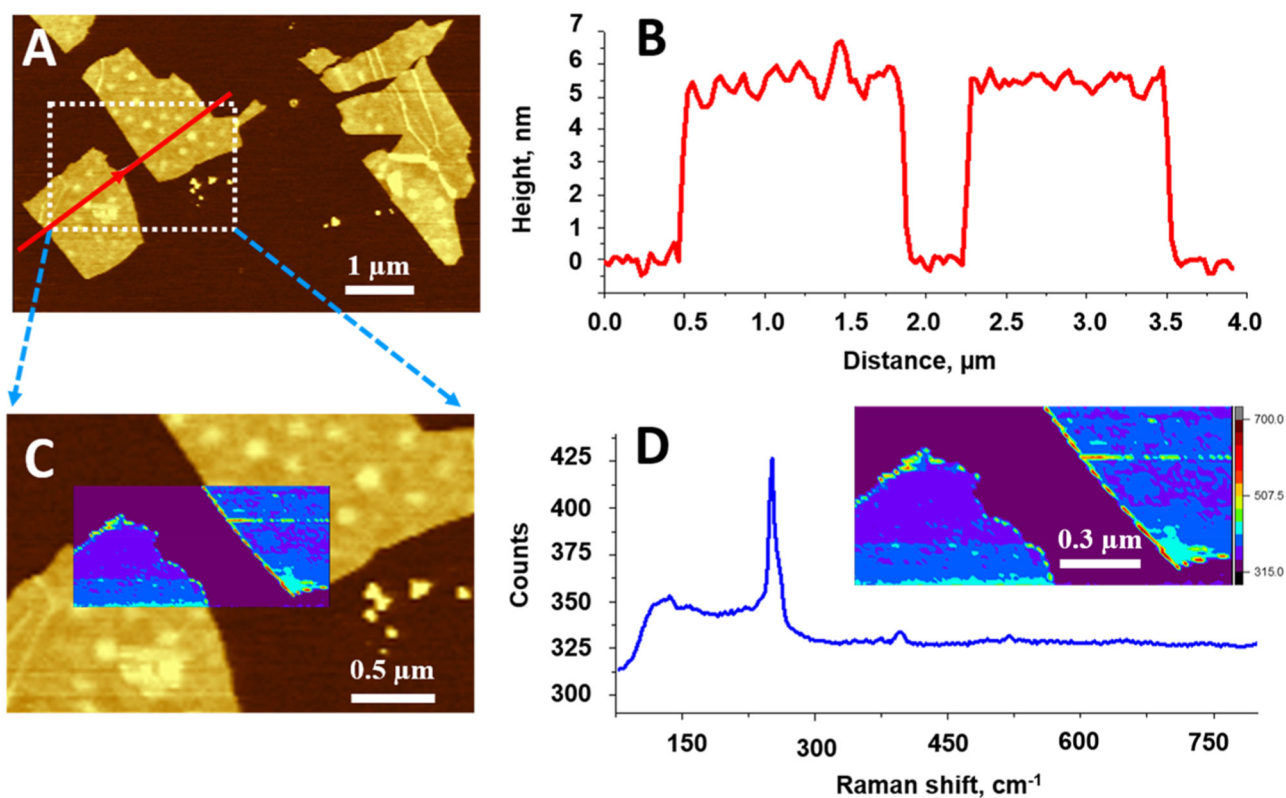 A
1 µm
B
Height, nm
7
6
5
4
3
2
1
0
0.0 0.5 1.0 1.5 2.0 2.5 3.0 3.5 4.0
Distance, µm
C
0.5 µm
D
Counts
425
400
375
350
325
300
150 300 450 600 750
Raman shift, cm⁻¹
0.3 µm
700.0
507.5
315.0